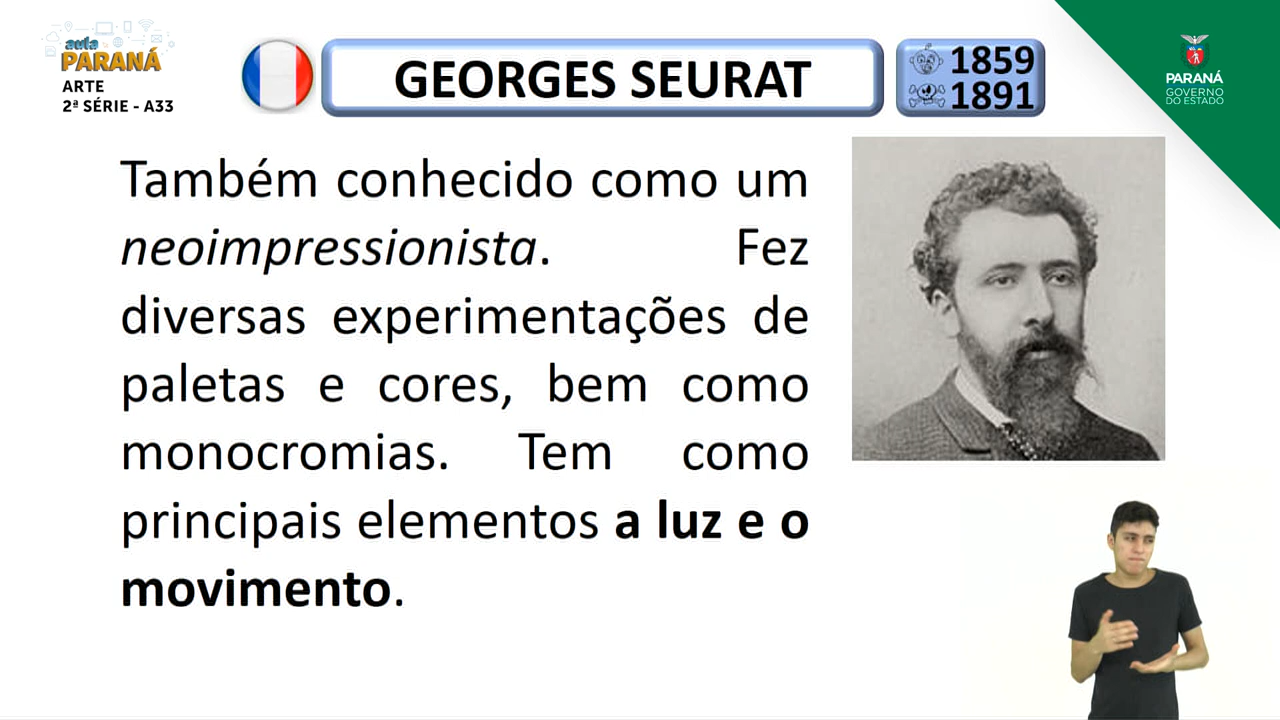 aula
PARANÁ
ARTE
2ª SÉRIE - A33
GEORGES SEURAT
1859
1891
PARANÁ
GOVERNO
DO ESTADO
Também conhecido como um
neoimpressionista. Fez
diversas experimentações de
paletas e cores, bem como
monocromias. Tem como
principais elementos a luz e o
movimento.